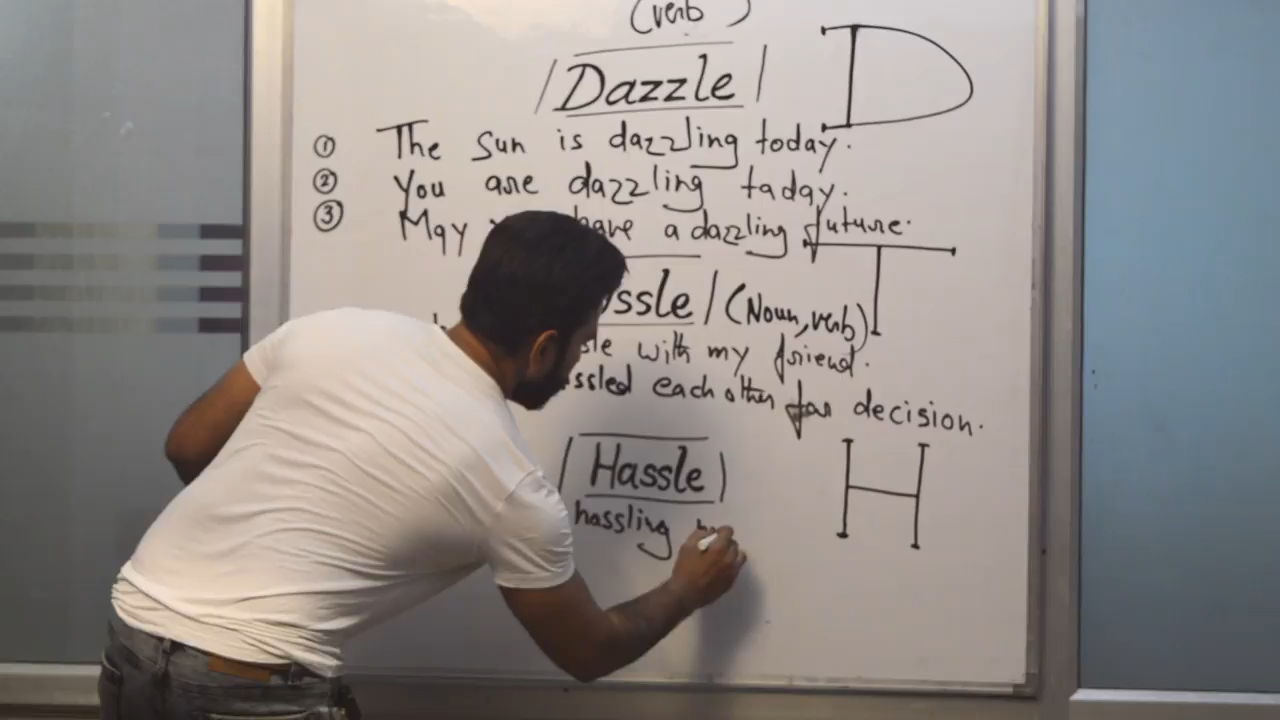 (verb)
/Dazzle/ D
① The Sun is dazzling today.
② You are dazzling taday.
③ May have a dazzling future.
T
ssle/ (Noun, verb)
with my friend.
ssled each other for decision.
/Hassle/ H
hassling